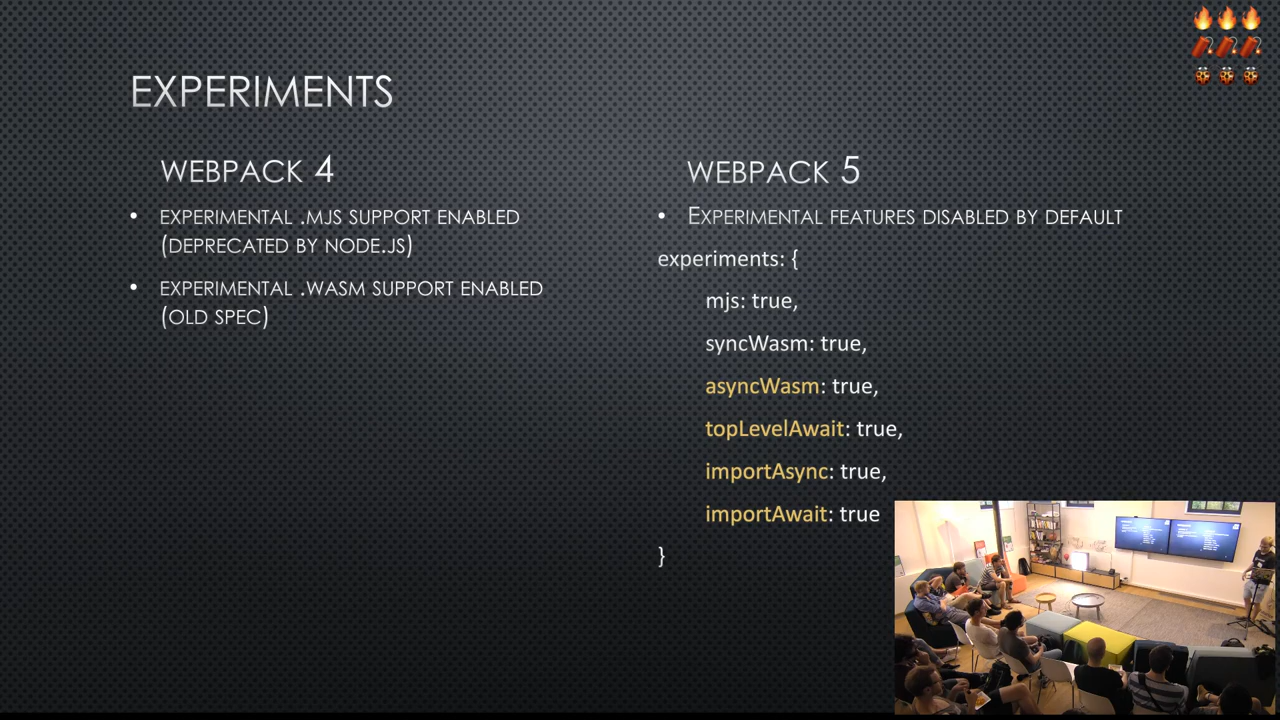 EXPERIMENTS
WEBPACK 4
• EXPERIMENTAL .MJS SUPPORT ENABLED
(DEPRECATED BY NODE.JS)
• EXPERIMENTAL .WASM SUPPORT ENABLED
(OLD SPEC)
WEBPACK 5
• EXPERIMENTAL FEATURES DISABLED BY DEFAULT
experiments: {
mjs: true,
syncWasm: true,
asyncWasm: true,
topLevelAwait: true,
importAsync: true,
importAwait: true
}